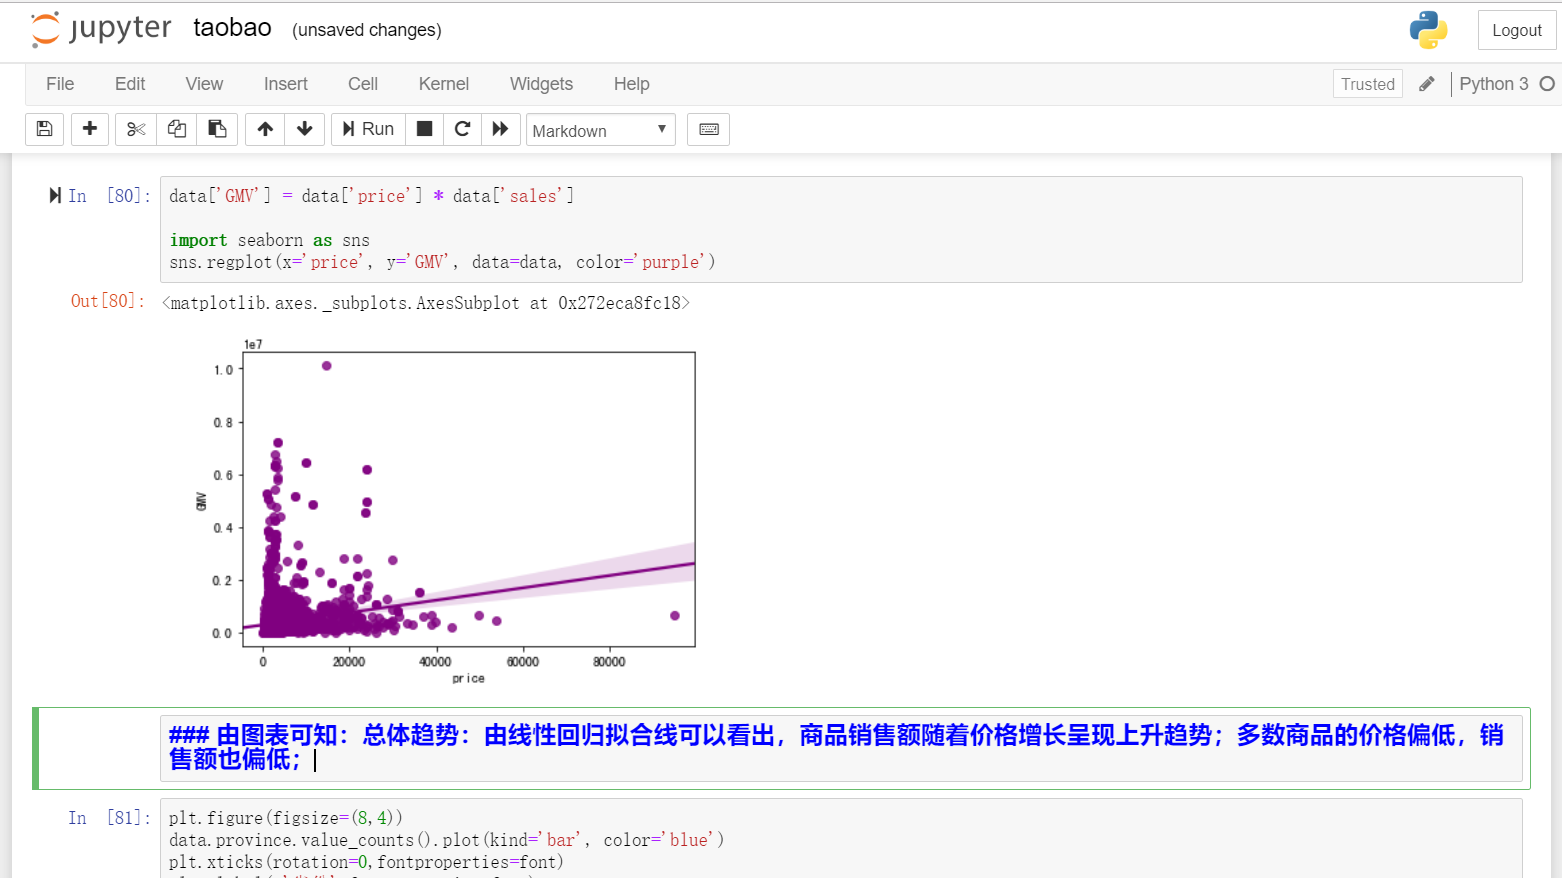 jupyter taobao (unsaved changes) Logout
File Edit View Insert Cell Kernel Widgets Help Trusted Python 3
Run Markdown
In [80]: data['GMV'] = data['price'] * data['sales']
import seaborn as sns
sns.regplot(x='price', y='GMV', data=data, color='purple')
Out[80]: <matplotlib.axes._subplots.AxesSubplot at 0x272eca8fc18>
1e7
1.0
0.8
0.6
GMV
0.4
0.2
0.0
0 20000 40000 60000 80000
price
### 由图表可知：总体趋势：由线性回归拟合线可以看出，商品销售额随着价格增长呈现上升趋势；多数商品的价格偏低，销
售额也偏低；
In [81]: plt.figure(figsize=(8,4))
data.province.value_counts().plot(kind='bar', color='blue')
plt.xticks(rotation=0,fontproperties=font)